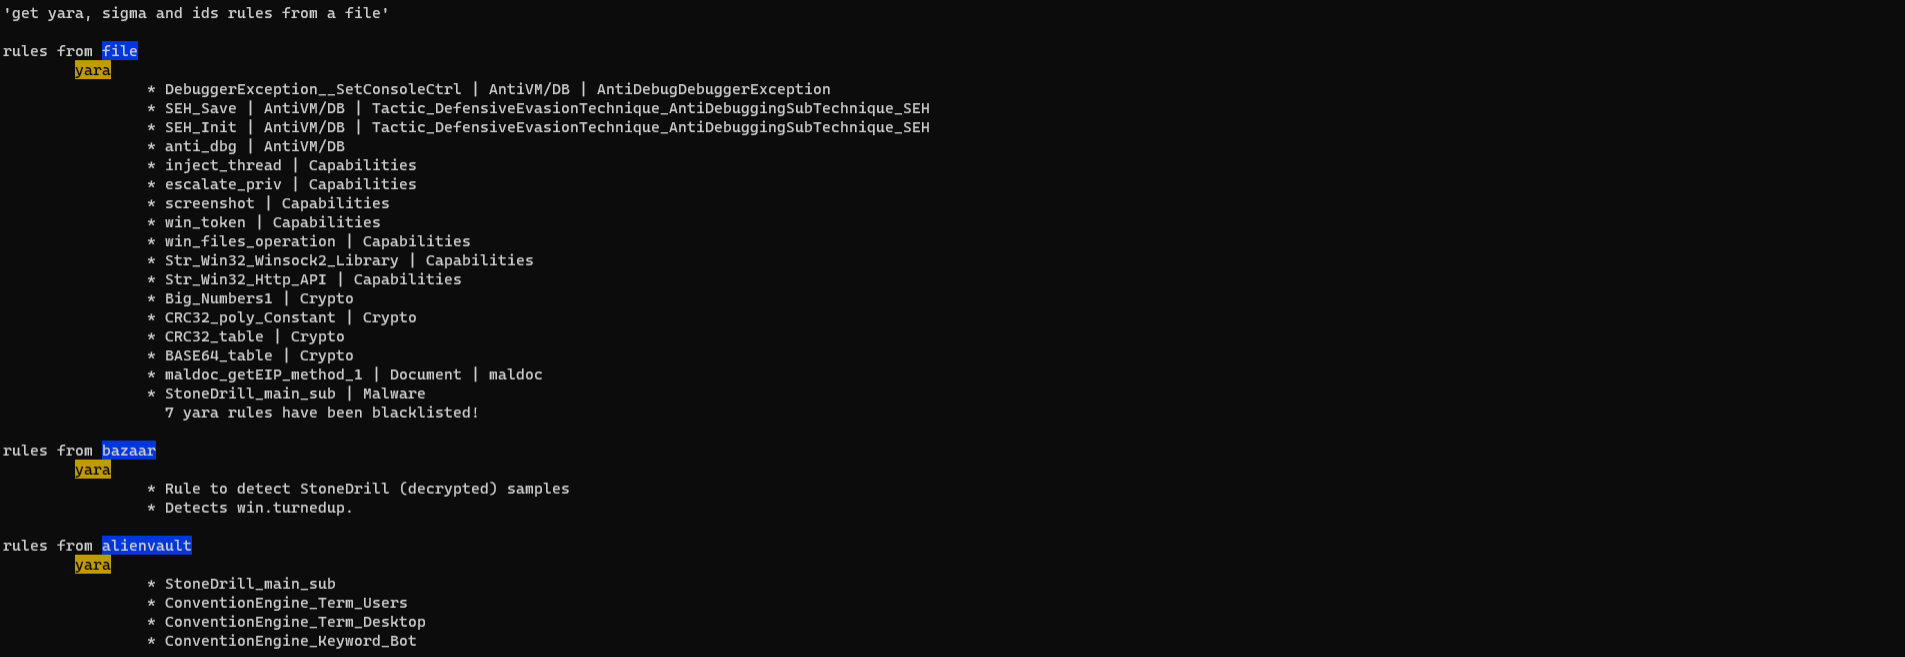 'get yara, sigma and ids rules from a file'
rules from file
yara
* DebuggerException__SetConsoleCtrl | AntiVM/DB | AntiDebugDebuggerException
* SEH_Save | AntiVM/DB | Tactic_DefensiveEvasionTechnique_AntiDebuggingSubTechnique_SEH
* SEH_Init | AntiVM/DB | Tactic_DefensiveEvasionTechnique_AntiDebuggingSubTechnique_SEH
* anti_dbg | AntiVM/DB
* inject_thread | Capabilities
* escalate_priv | Capabilities
* screenshot | Capabilities
* win_token | Capabilities
* win_files_operation | Capabilities
* Str_Win32_Winsock2_Library | Capabilities
* Str_Win32_Http_API | Capabilities
* Big_Numbers1 | Crypto
* CRC32_poly_Constant | Crypto
* CRC32_table | Crypto
* BASE64_table | Crypto
* maldoc_getEIP_method_1 | Document | maldoc
* StoneDrill_main_sub | Malware
7 yara rules have been blacklisted!
rules from bazaar
yara
* Rule to detect StoneDrill (decrypted) samples
* Detects win.turnedup.
rules from alienvault
yara
* StoneDrill_main_sub
* ConventionEngine_Term_Users
* ConventionEngine_Term_Desktop
* ConventionEngine_Keyword_Bot